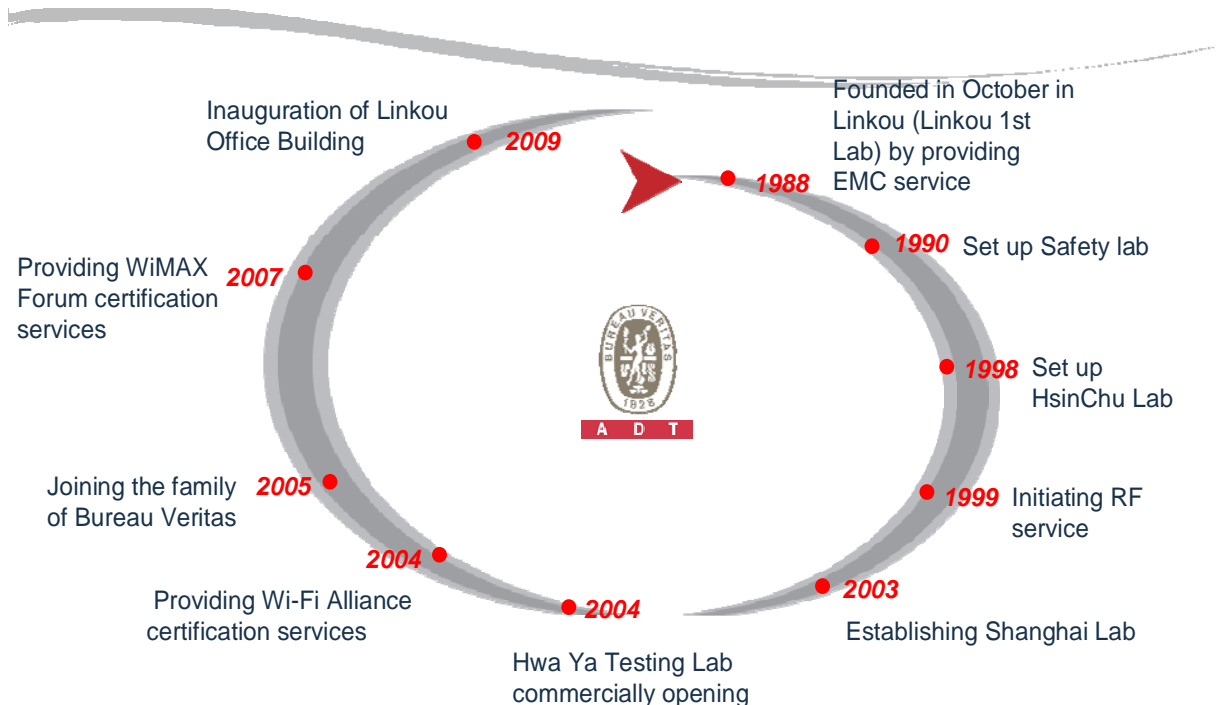 Founded in October in
Linkou (Linkou 1st
Lab) by providing
EMC service
1988
1990
Set up Safety lab
1998
Set up
HsinChu Lab
1999
Initiating RF
service
2003
Establishing Shanghai Lab
2004
Hwa Ya Testing Lab
commercially opening
2004
Providing Wi-Fi Alliance
certification services
2005
Joining the family
of Bureau Veritas
2007
Providing WiMAX
Forum certification
services
2009
Inauguration of Linkou
Office Building
BUREAU VERITAS
1828
A D T